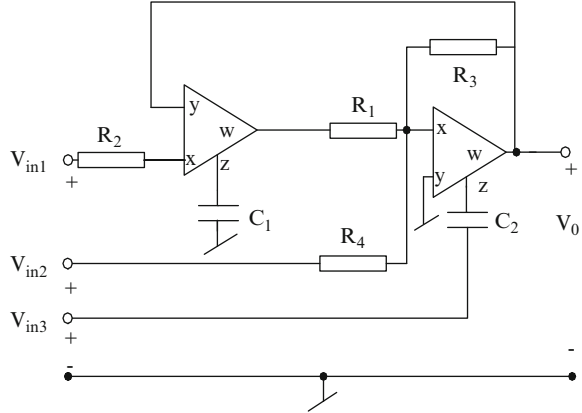 R₃
y
R₁
w
x
R₂
w
Vin1
x
z
y
z
+
+
C₁
C₂
V₀
R₄
Vin2
+
Vin3
+
-
-